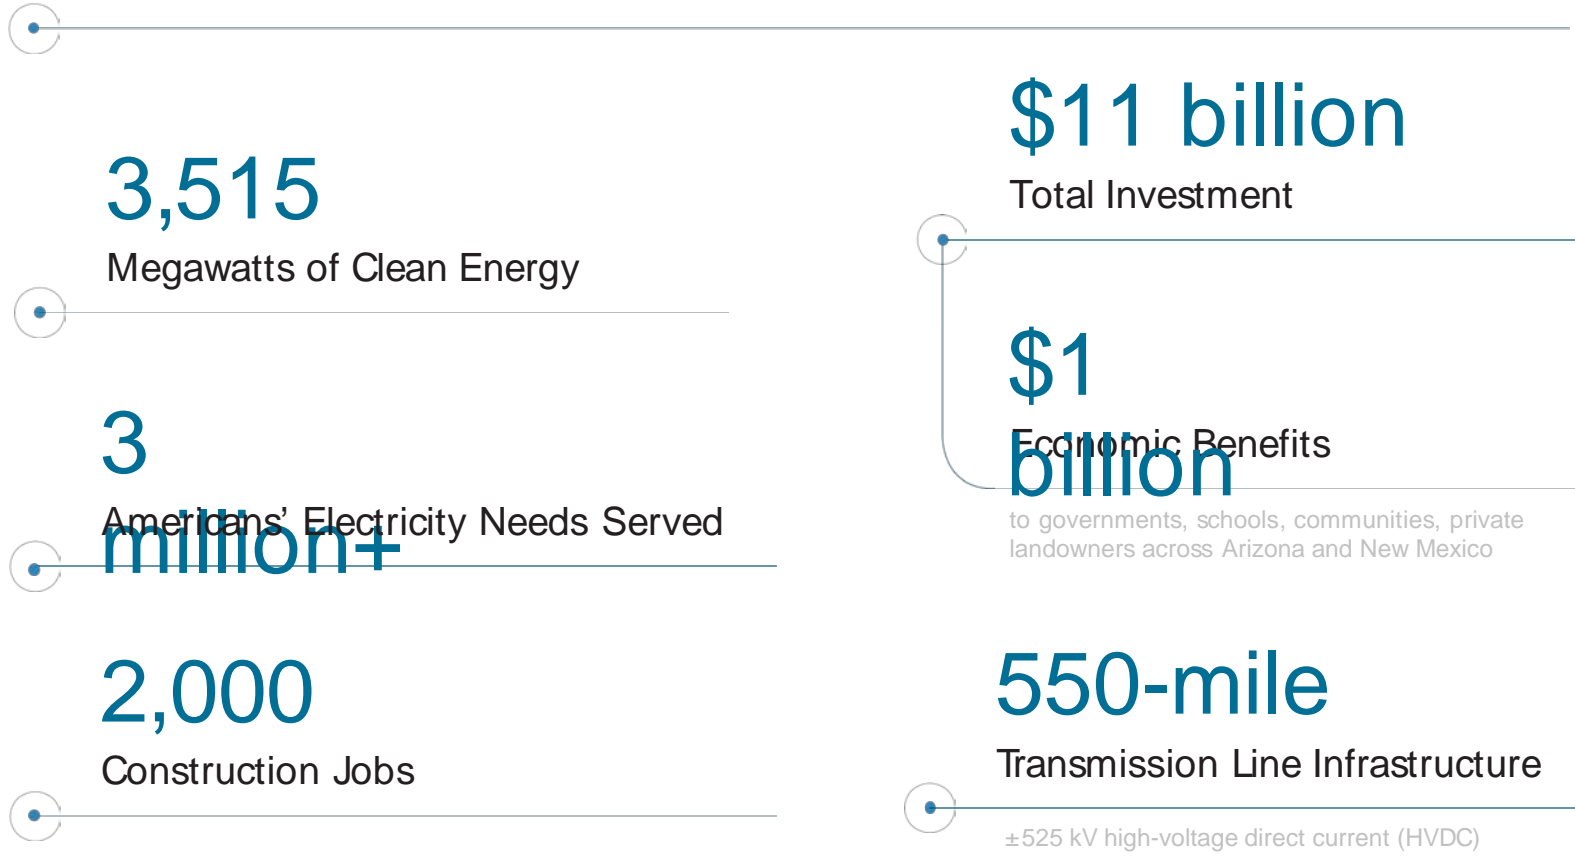 3,515
Megawatts of Clean Energy
3
million+
Americans’ Electricity Needs Served
2,000
Construction Jobs
$11 billion
Total Investment
$1
billion
Economic Benefits
to governments, schools, communities, private
landowners across Arizona and New Mexico
550-mile
Transmission Line Infrastructure
±525 kV high-voltage direct current (HVDC)